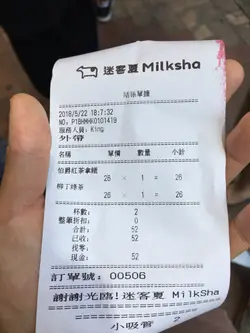 迷客夏 Milksha
結帳單據
2018/5/22 18:7:32
NO: P1BHMHK0101419
服務人員: King
外帶
名稱 單價 數量 小計
伯爵紅茶拿鐵
26 × 1 = 26
柳丁綠茶
26 × 1 = 26
杯數: 2
整筆折扣: 0
合計: 52
已收: 52
找零:
現金: 52
訂單號: 00506
謝謝光臨!迷客夏 MilkSha
小吸管